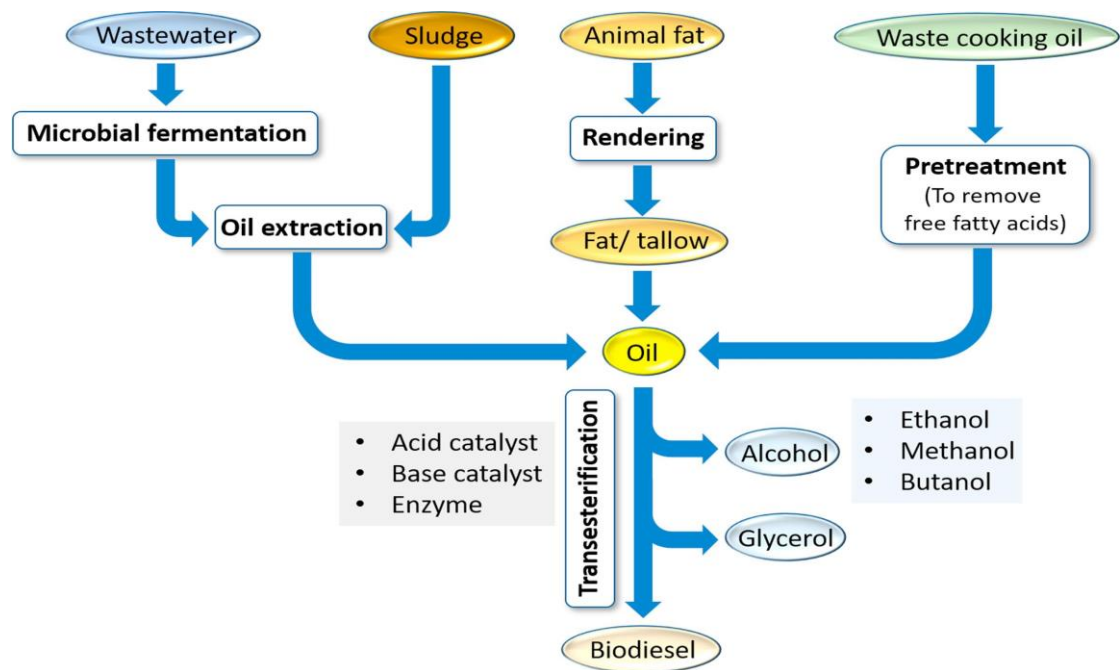 Wastewater
Sludge
Animal fat
Waste cooking oil
Microbial fermentation
Rendering
Pretreatment
(To remove
free fatty acids)
Oil extraction
Fat/ tallow
Oil
Transesterification
• Acid catalyst
• Base catalyst
• Enzyme
Alcohol
• Ethanol
• Methanol
• Butanol
Glycerol
Biodiesel